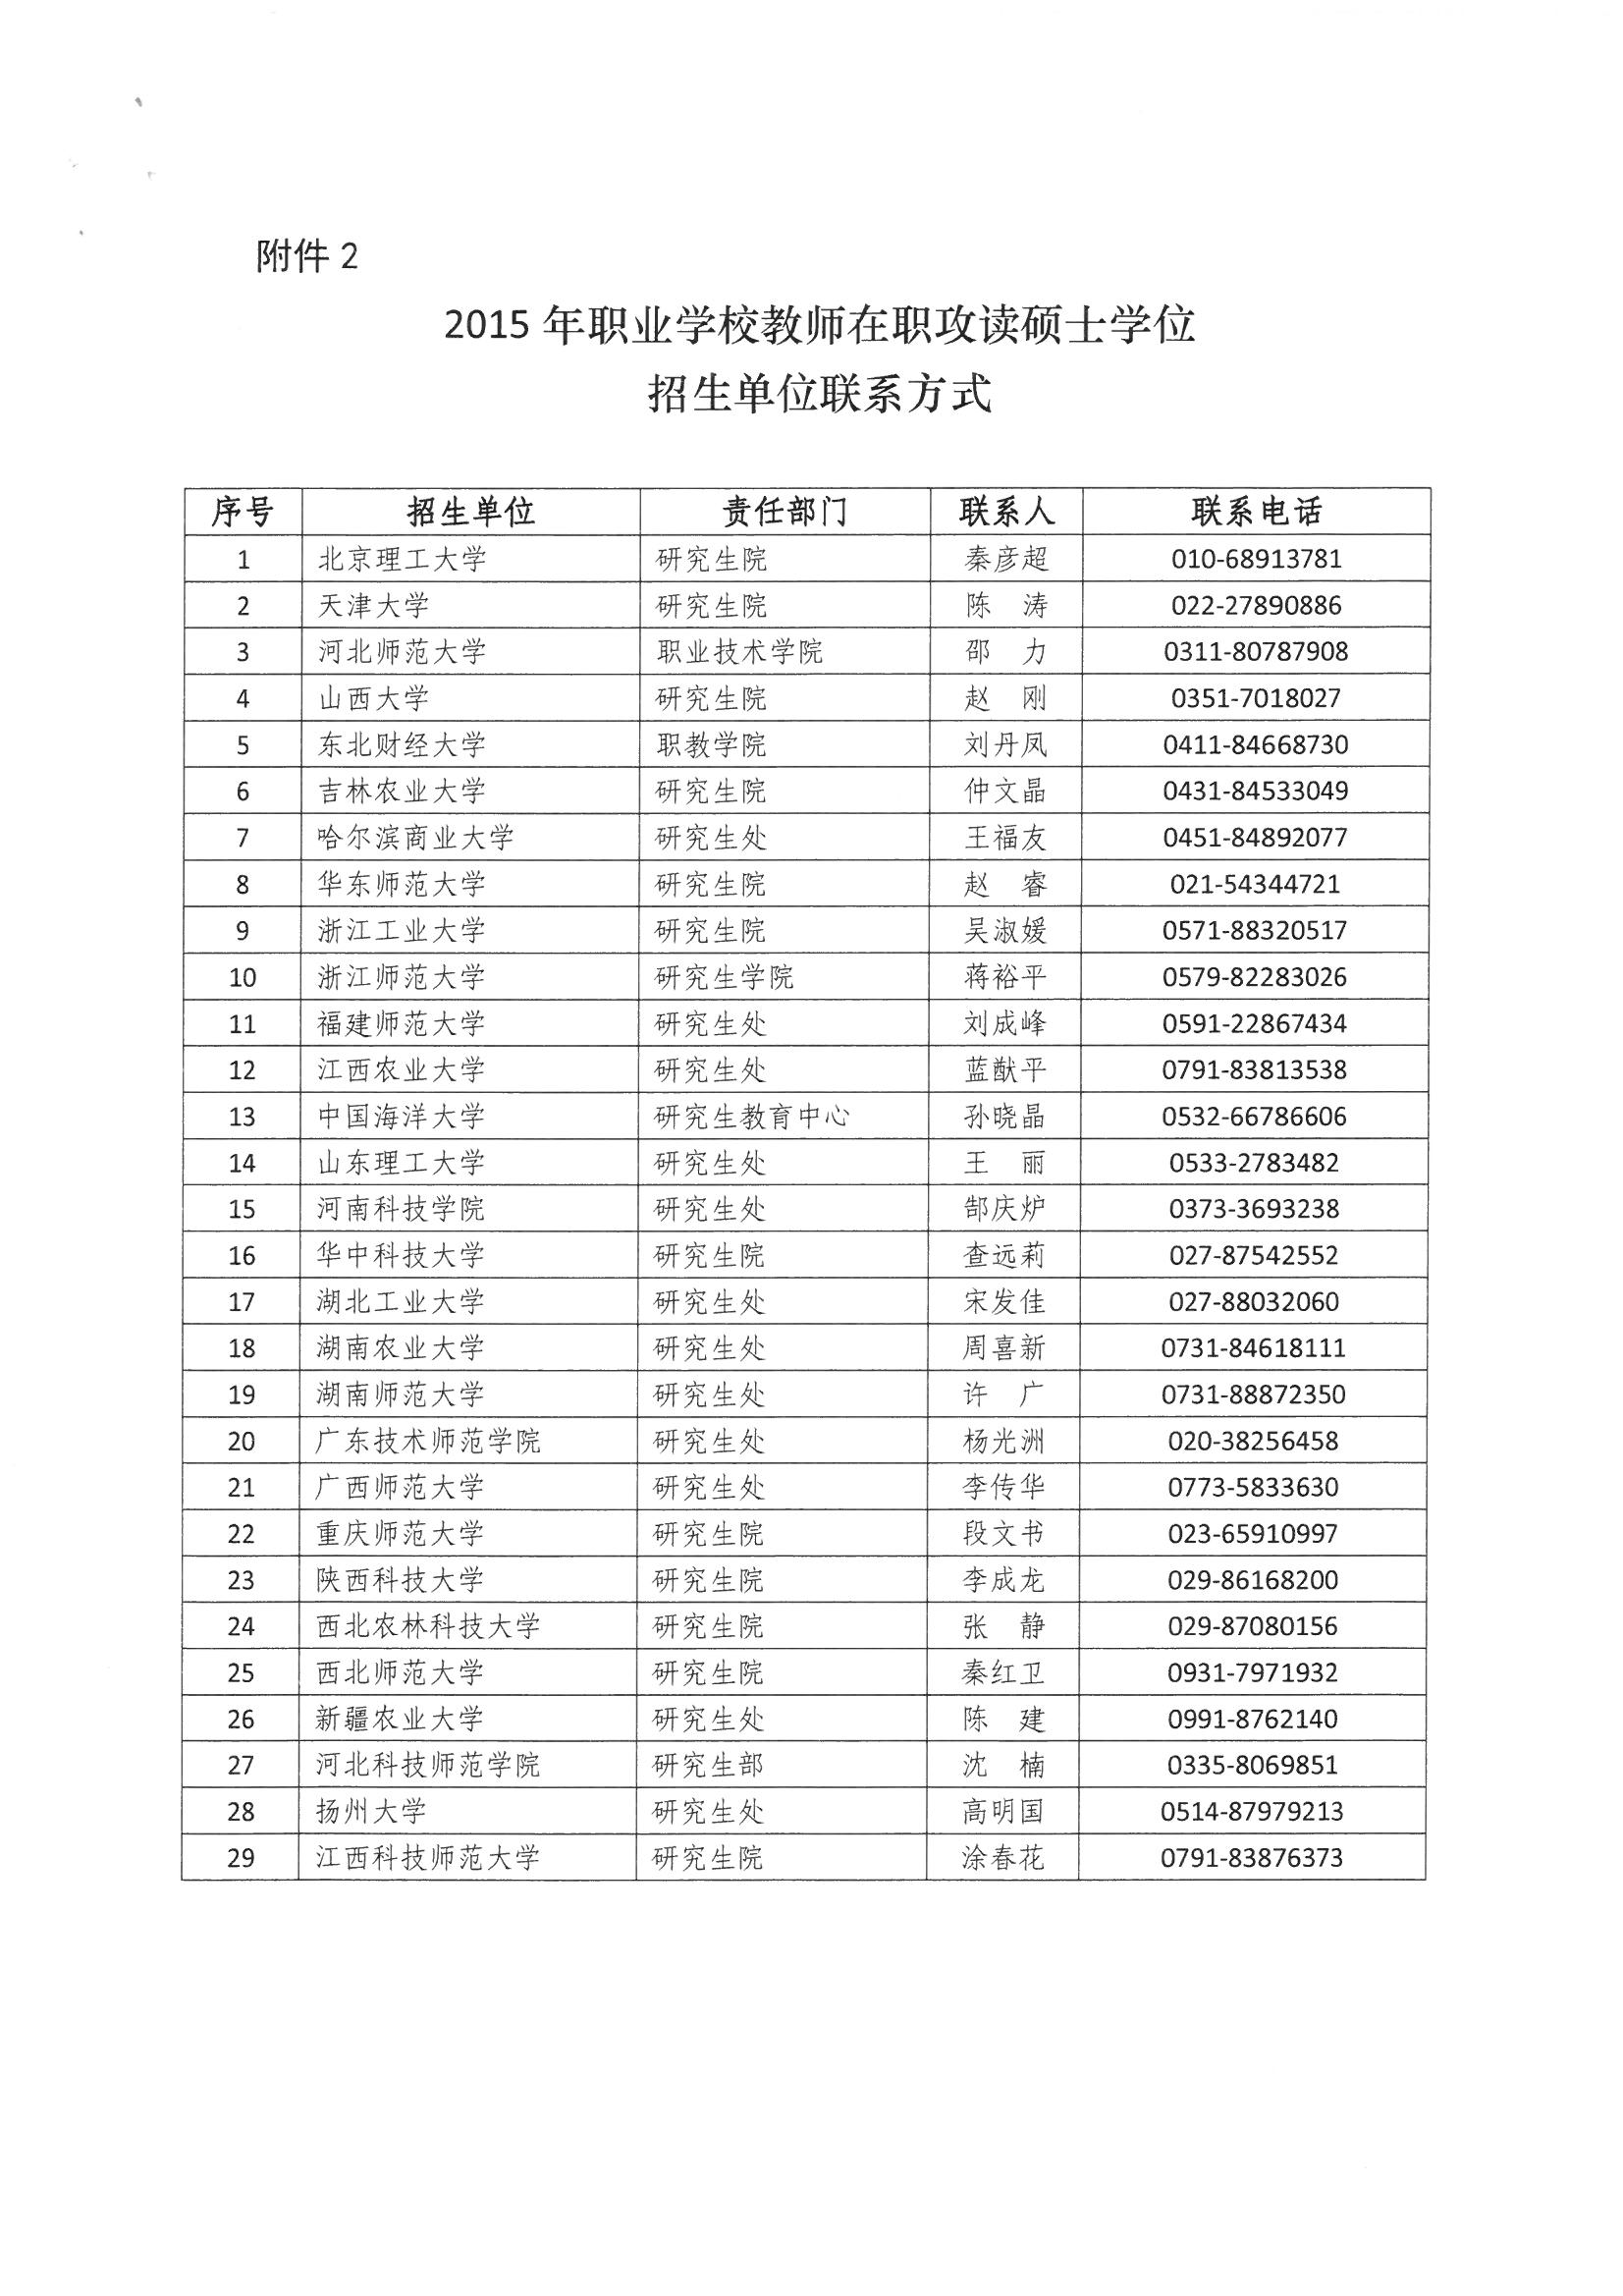 附件 2
2015 年职业学校教师在职攻读硕士学位
招生单位联系方式
序号 招生单位 责任部门 联系人 联系电话
1 北京理工大学 研究生院 秦彦超 010-68913781
2 天津大学 研究生院 陈 涛 022-27890886
3 河北师范大学 职业技术学院 邵 力 0311-80787908
4 山西大学 研究生院 赵 刚 0351-7018027
5 东北财经大学 职教学院 刘丹凤 0411-84668730
6 吉林农业大学 研究生院 仲文晶 0431-84533049
7 哈尔滨商业大学 研究生处 王福友 0451-84892077
8 华东师范大学 研究生院 赵 睿 021-54344721
9 浙江工业大学 研究生院 吴淑媛 0571-88320517
10 浙江师范大学 研究生学院 蒋裕平 0579-82283026
11 福建师范大学 研究生处 刘成峰 0591-22867434
12 江西农业大学 研究生处 蓝猷平 0791-83813538
13 中国海洋大学 研究生教育中心 孙晓晶 0532-66786606
14 山东理工大学 研究生处 王 丽 0533-2783482
15 河南科技学院 研究生处 郜庆炉 0373-3693238
16 华中科技大学 研究生院 查远莉 027-87542552
17 湖北工业大学 研究生处 宋发佳 027-88032060
18 湖南农业大学 研究生处 周喜新 0731-84618111
19 湖南师范大学 研究生处 许 广 0731-88872350
20 广东技术师范学院 研究生处 杨光洲 020-38256458
21 广西师范大学 研究生处 李传华 0773-5833630
22 重庆师范大学 研究生院 段文书 023-65910997
23 陕西科技大学 研究生院 李成龙 029-86168200
24 西北农林科技大学 研究生院 张 静 029-87080156
25 西北师范大学 研究生院 秦红卫 0931-7971932
26 新疆农业大学 研究生处 陈 建 0991-8762140
27 河北科技师范学院 研究生部 沈 楠 0335-8069851
28 扬州大学 研究生处 高明国 0514-87979213
29 江西科技师范大学 研究生院 涂春花 0791-83876373